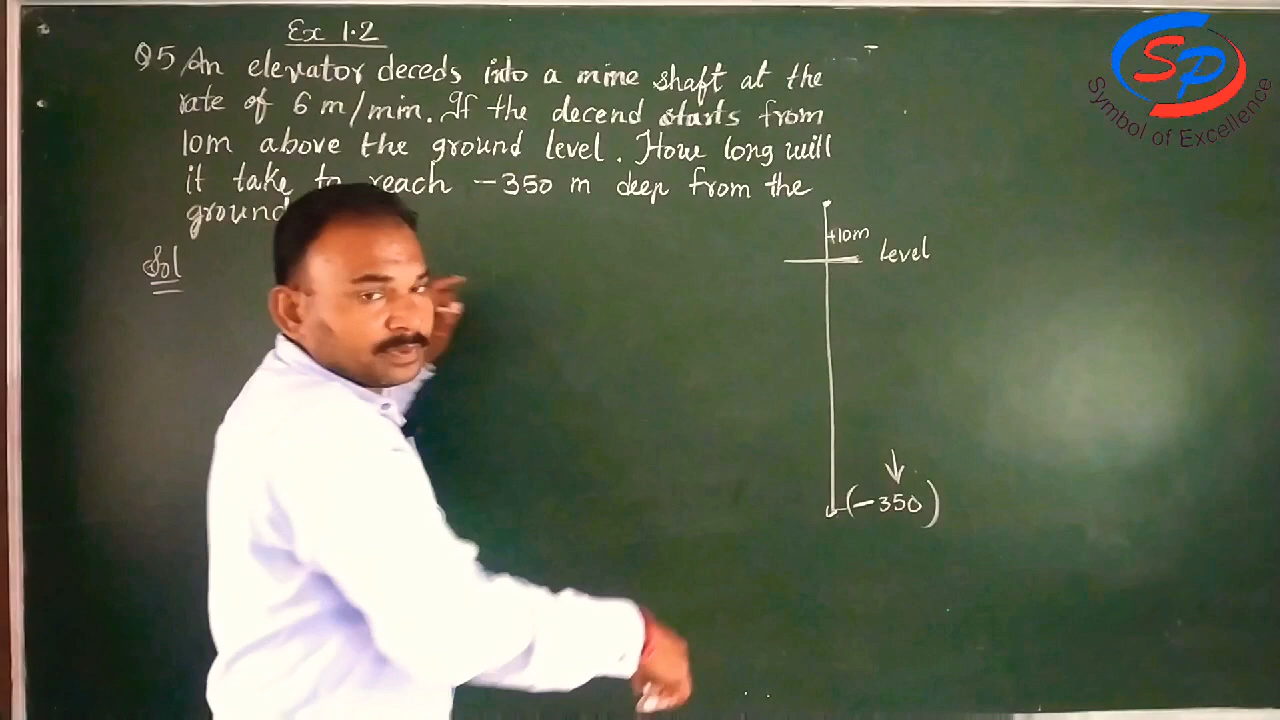 Ex 1.2
Q5, An elevator deceds into a mine shaft at the
rate of 6 m/min. If the decend starts from
10m above the ground level. How long will
it take to reach -350 m deep from the
ground
Sol
+10m
Level
(-350)
SP
Symbol of Excellence